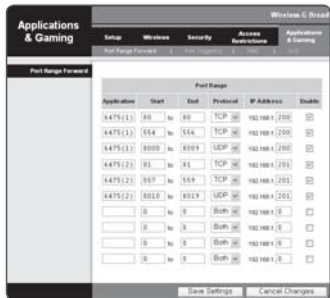 Wireless-G Broad
Applications & Gaming
Setup Wireless Security Access Restrictions Applications & Gaming
Port Range Forward | Port Triggering | DMZ | QoS
Port Range Forward
Port Range
Application Start End Protocol IP Address Enable
6475(1) 80 to 80 TCP 192.168.1. 200
6475(1) 554 to 556 TCP 192.168.1. 200
6475(1) 8000 to 8009 UDP 192.168.1. 200
6475(2) 81 to 81 TCP 192.168.1. 201
6475(2) 557 to 559 TCP 192.168.1. 201
6475(2) 8010 to 8019 UDP 192.168.1. 201
0 to 0 Both 192.168.1. 0
0 to 0 Both 192.168.1. 0
0 to 0 Both 192.168.1. 0
0 to 0 Both 192.168.1. 0
Save Settings Cancel Changes